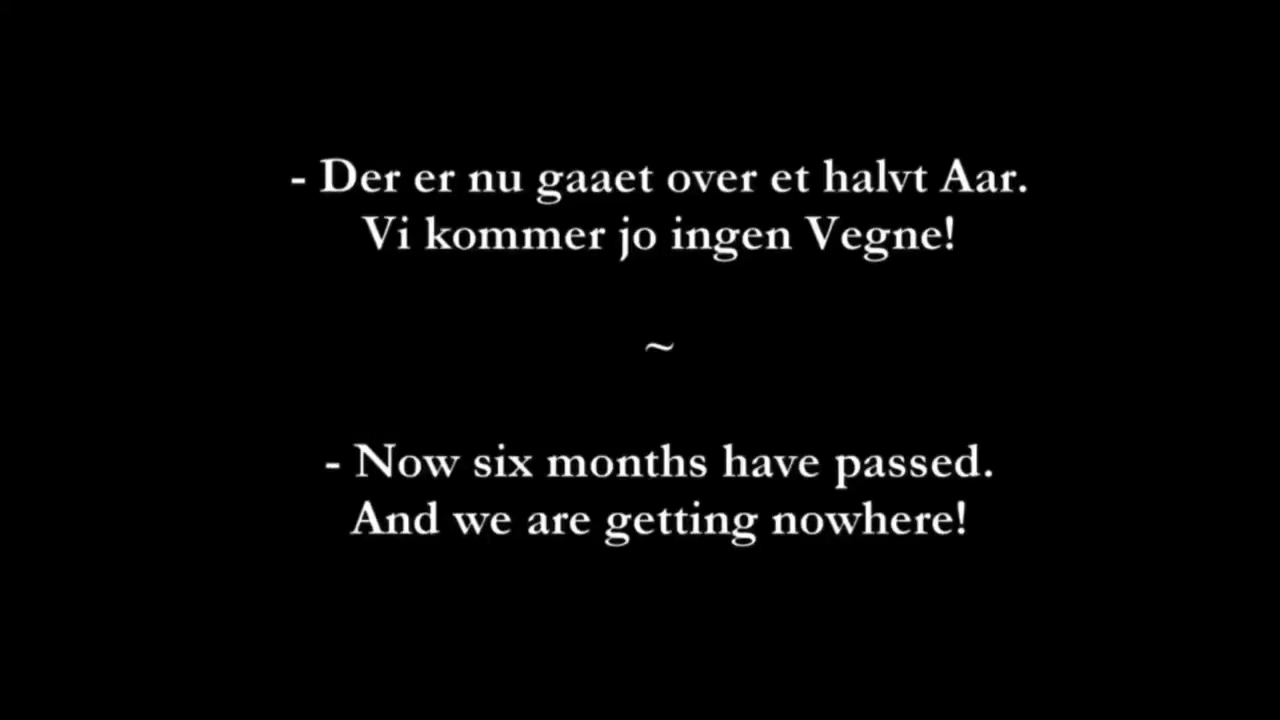 - Der er nu gaaet over et halvt Aar.
Vi kommer jo ingen Vegne!
~
- Now six months have passed.
And we are getting nowhere!